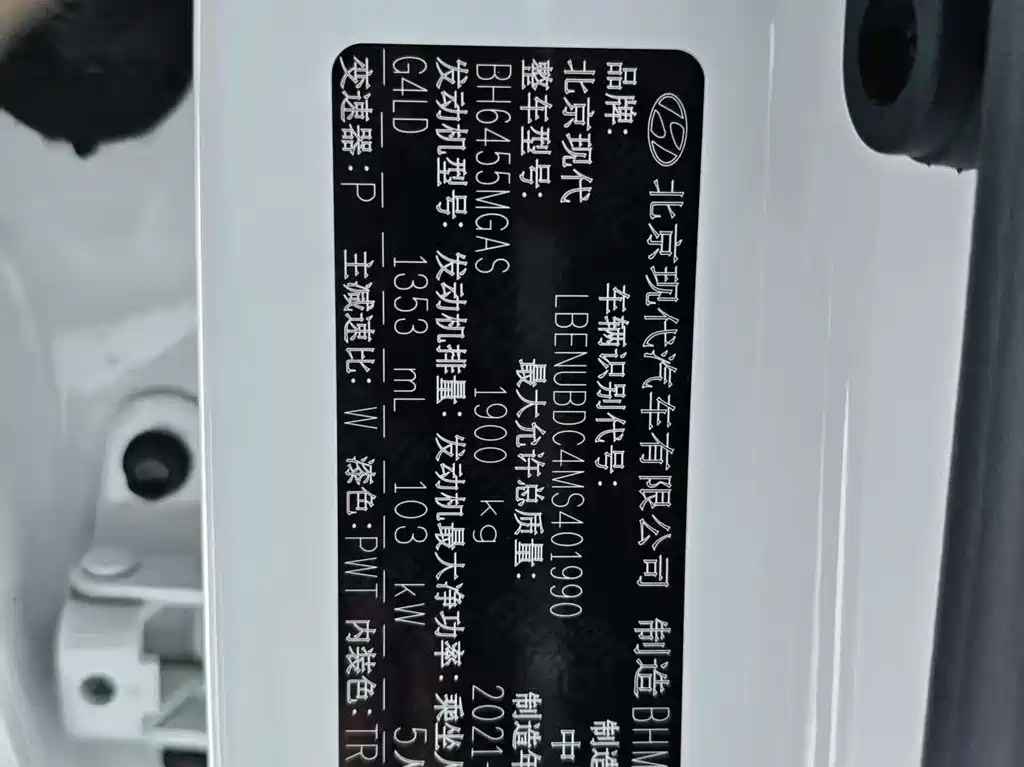 北京现代汽车有限公司 制造 BHM
品牌: 车辆识别代号: 制造
北京现代 LBENUBDC4MS401990 中
整车型号: 最大允许总质量: 制造年
BH6455MGAS 1900 kg 2021-
发动机型号: 发动机排量: 发动机最大净功率: 乘坐人
G4LD 1353 mL 103 kW 5人
变速器: P 主减速比: W 漆色:PWT 内装色: TR